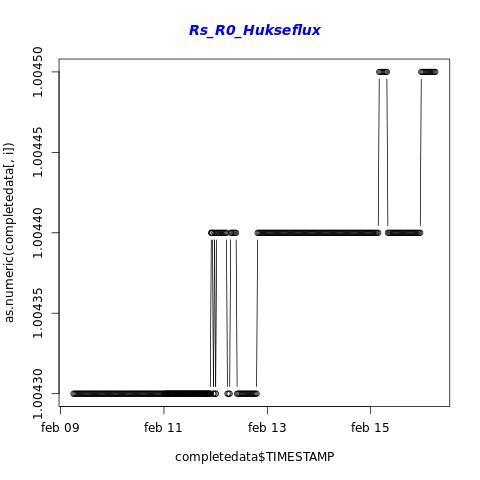 Rs_R0_Hukseflux
as.numeric(completedata[, i])
1.00450
1.00445
1.00440
1.00435
1.00430
feb 09 feb 11 feb 13 feb 15
completedata$TIMESTAMP